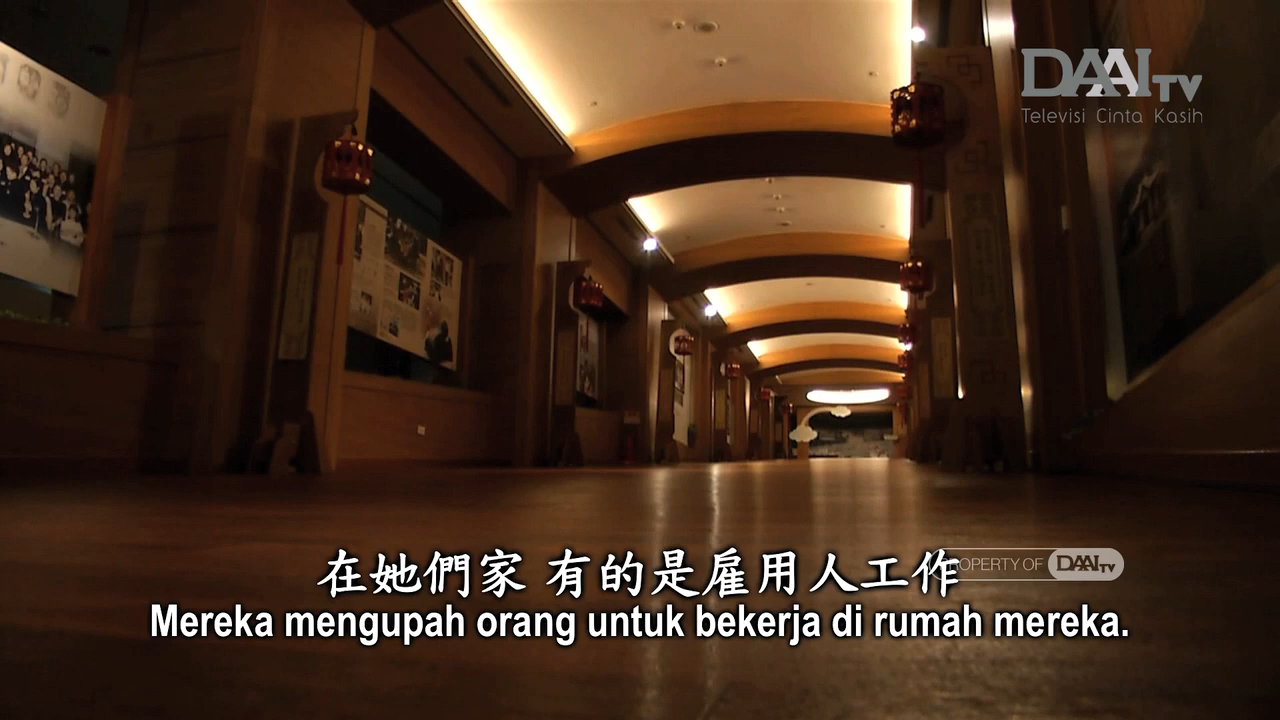 DAAI TV
Televisi Cinta Kasih
在她們家 有的是雇用人工作
PROPERTY OF DAAI TV
Mereka mengupah orang untuk bekerja di rumah mereka.